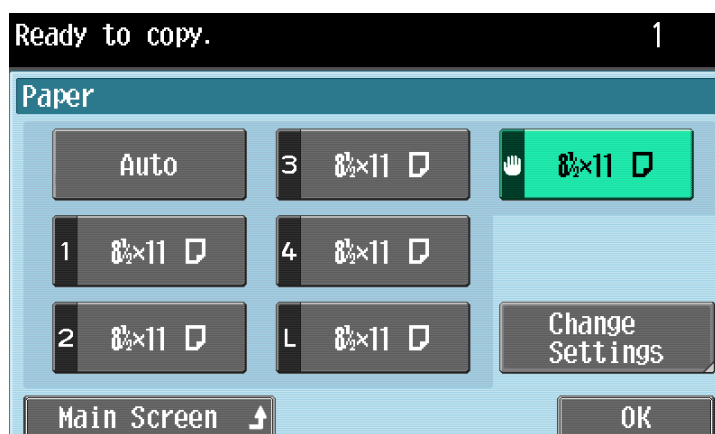 Ready to copy. 1
Paper
Auto
3 8½×11
8½×11
1 8½×11
4 8½×11
2 8½×11
L 8½×11
Change
Settings
Main Screen
OK